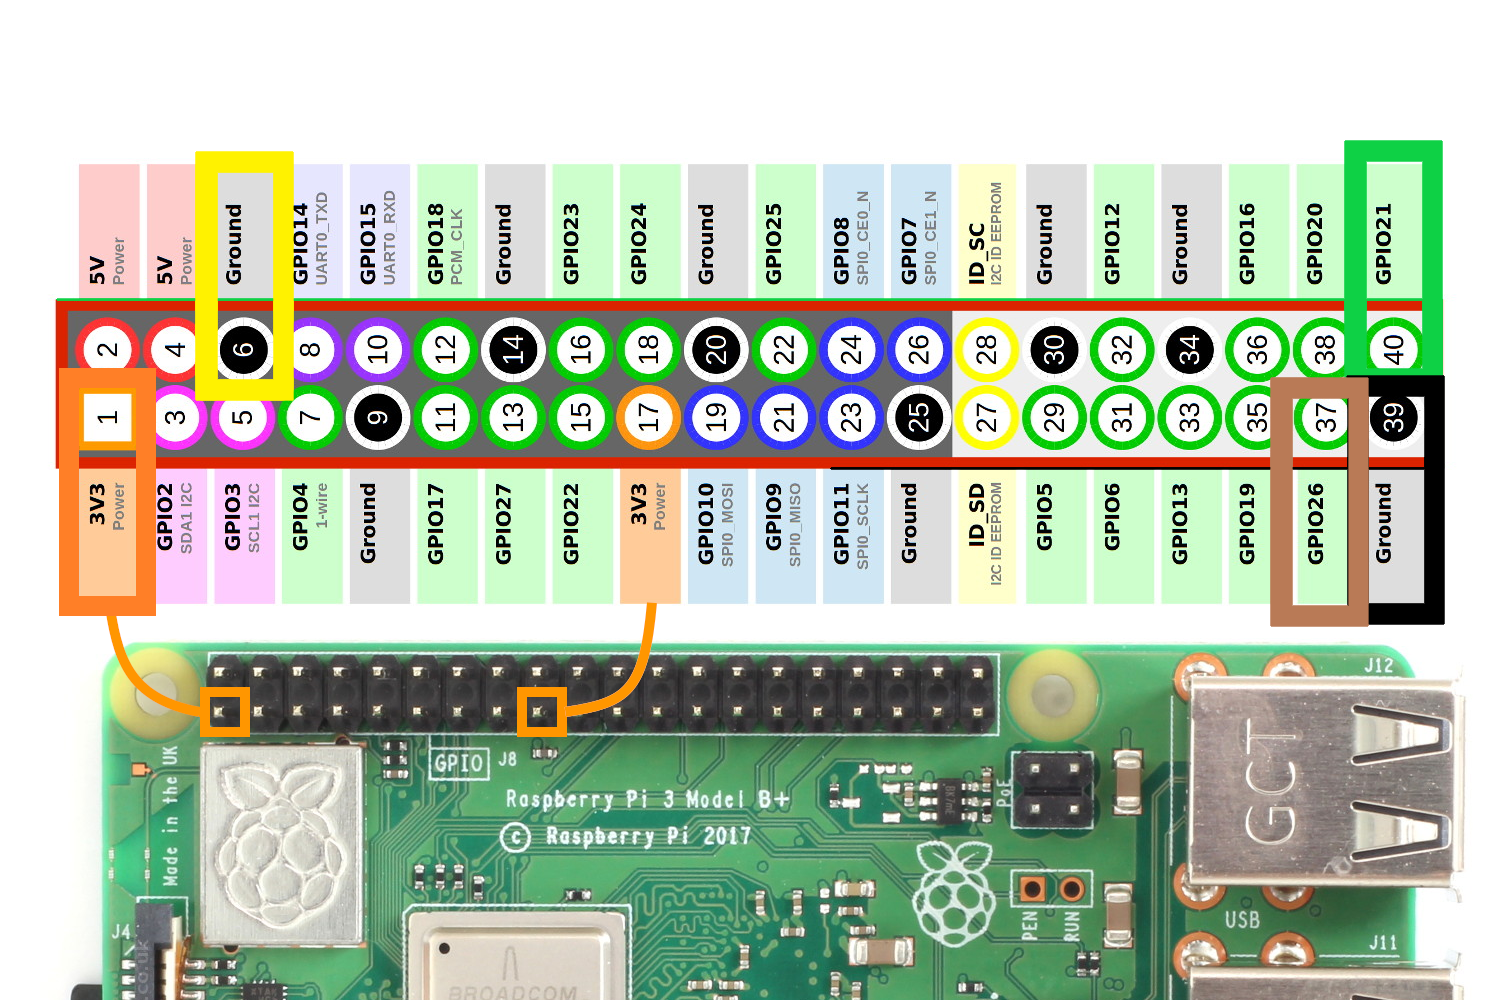 5V Power
5V Power
Ground
GPIO14 UART0_TXD
GPIO15 UART0_RXD
GPIO18 PCM_CLK
Ground
GPIO23
GPIO24
Ground
GPIO25
GPIO8 SPI0_CE0_N
GPIO7 SPI0_CE1_N
ID_SC I2C ID EEPROM
Ground
GPIO12
Ground
GPIO16
GPIO20
GPIO21
2 4 6 8 10 12 14 16 18 20 22 24 26 28 30 32 34 36 38 40
1 3 5 7 9 11 13 15 17 19 21 23 25 27 29 31 33 35 37 39
3V3 Power
GPIO2 SDA1 I2C
GPIO3 SCL1 I2C
GPIO4 1-wire
Ground
GPIO17
GPIO27
GPIO22
3V3 Power
GPIO10 SPI0_MOSI
GPIO9 SPI0_MISO
GPIO11 SPI0_SCLK
Ground
ID_SD I2C ID EEPROM
GPIO5
GPIO6
GPIO13
GPIO19
GPIO26
Ground
J12
GPIO J8
Made in the UK
Raspberry Pi 3 Model B+
© Raspberry Pi 2017
PoE
GCT
J4
PEN
RUN
USB
J11
BROADCOM